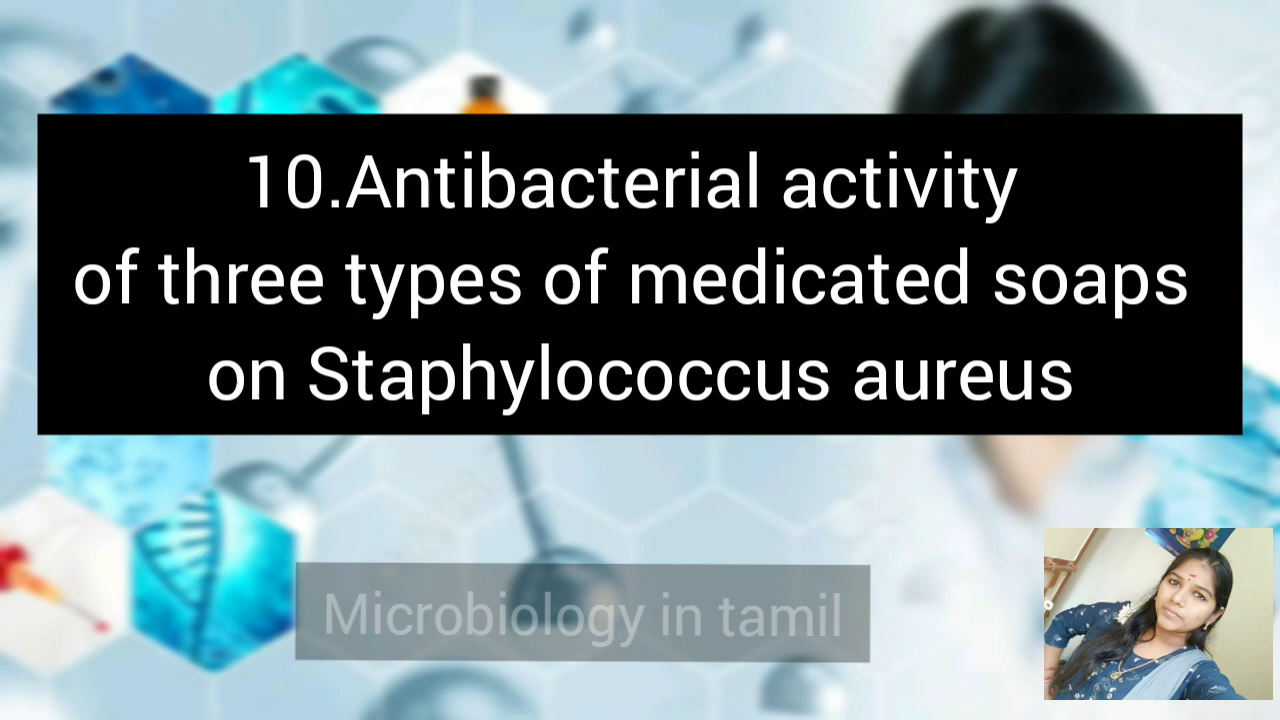 10.Antibacterial activity
of three types of medicated soaps
on Staphylococcus aureus
Microbiology in tamil